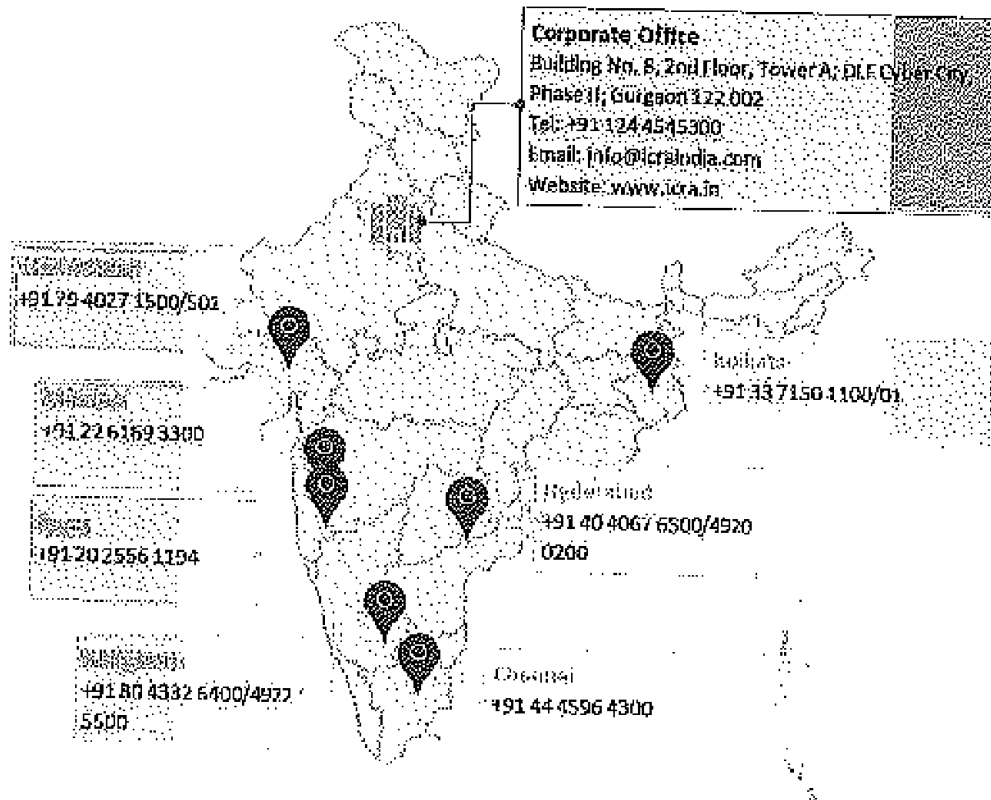 Corporate Office
Building No. 8, 2nd Floor, Tower A; DLF Cyber City,
Phase II; Gurgaon 122 002
Tel: +91 124 4545300
Email: info@icraindia.com
Website: www.icra.in
+91 79 4027 1500/501
Kolkata
+91 33 7150 1100/01
+91 22 6169 3300
Hyderabad
+91 40 4067 6500/4920
0200
+91 20 2556 1194
+91 80 4332 6400/4922
5500
Chennai
+91 44 4596 4300